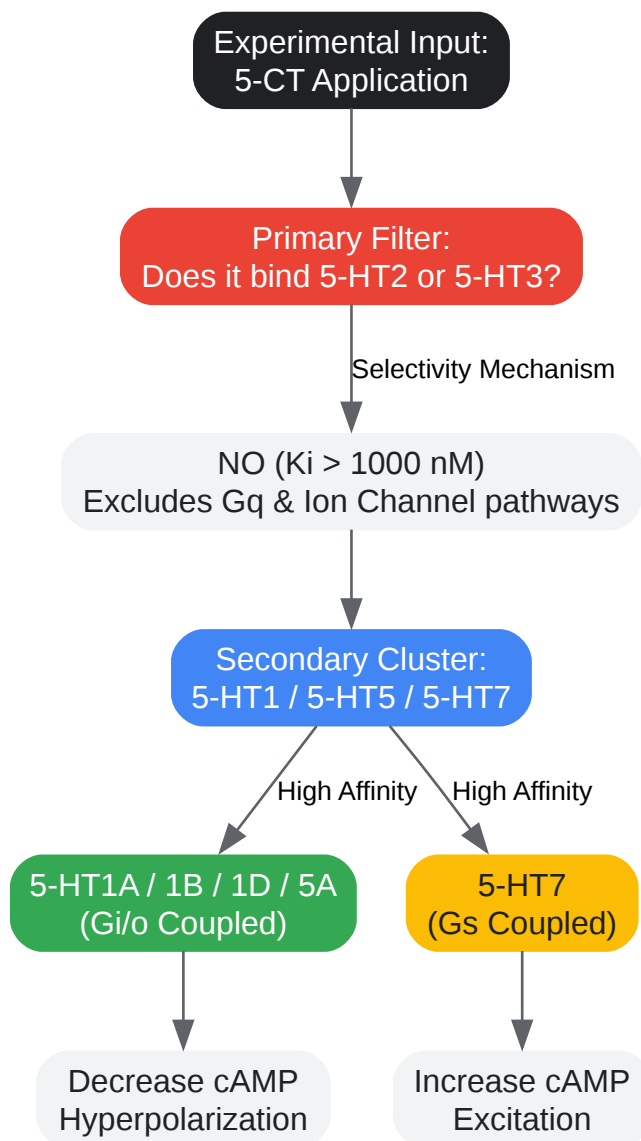 Experimental Input:
5-CT Application
Primary Filter:
Does it bind 5-HT2 or 5-HT3?
Selectivity Mechanism
NO (Ki > 1000 nM)
Excludes Gq & Ion Channel pathways
Secondary Cluster:
5-HT1 / 5-HT5 / 5-HT7
High Affinity
High Affinity
5-HT1A / 1B / 1D / 5A
(Gi/o Coupled)
5-HT7
(Gs Coupled)
Decrease cAMP
Hyperpolarization
Increase cAMP
Excitation